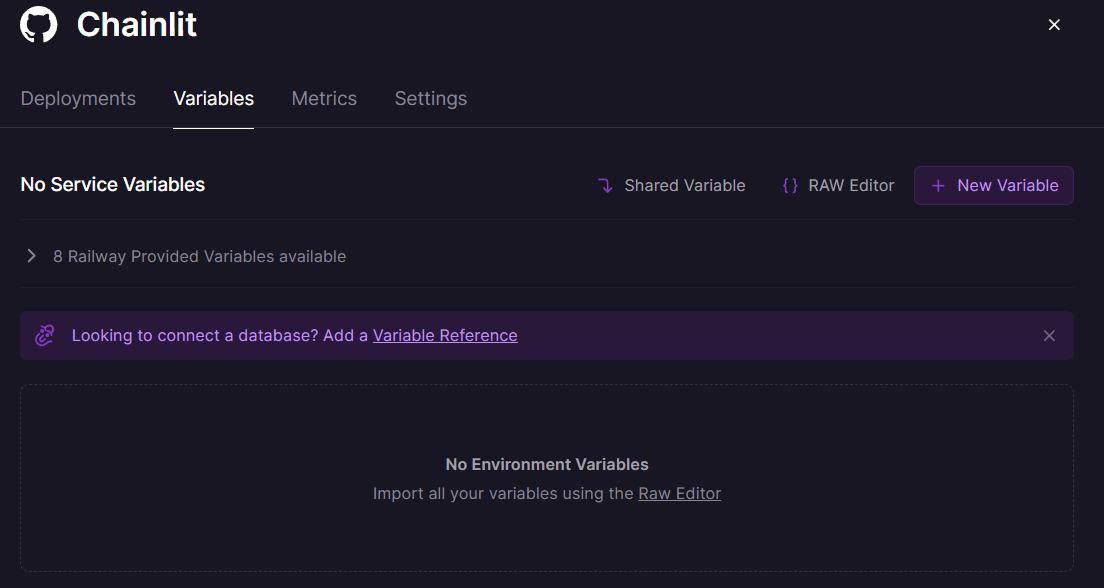 Chainlit
Deployments Variables Metrics Settings
No Service Variables Shared Variable {} RAW Editor + New Variable
8 Railway Provided Variables available
Looking to connect a database? Add a Variable Reference
No Environment Variables
Import all your variables using the Raw Editor